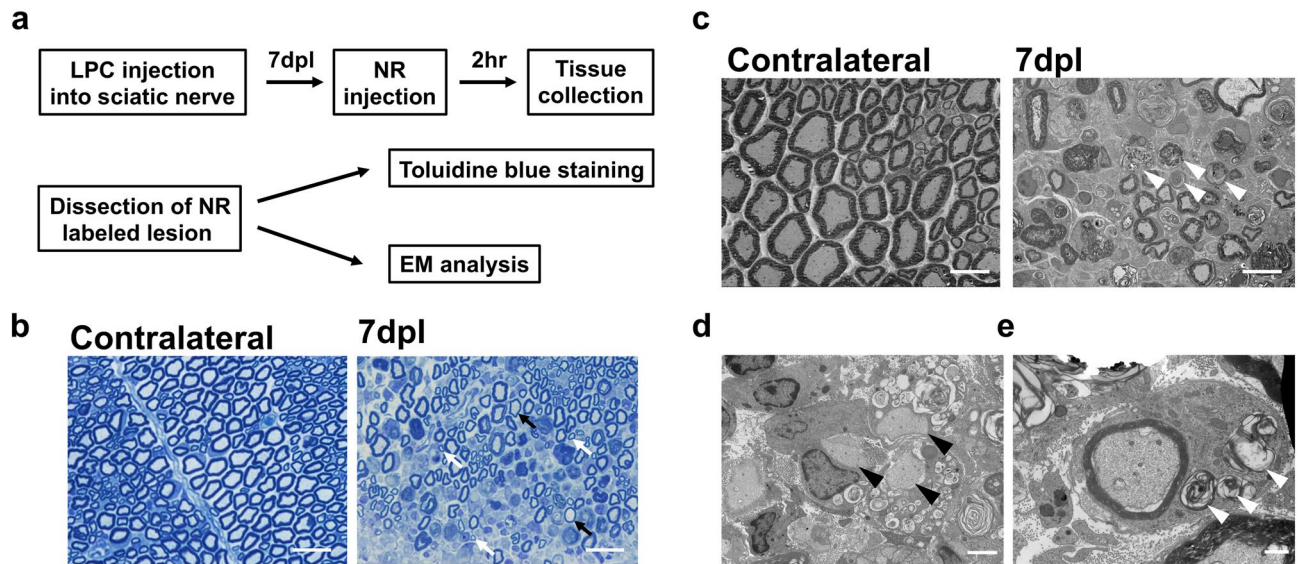 a
7dpl
2hr
LPC injection
into sciatic nerve
NR
injection
Tissue
collection
Toluidine blue staining
Dissection of NR
labeled lesion
EM analysis
b
Contralateral
7dpl
c
Contralateral
7dpl
d
e